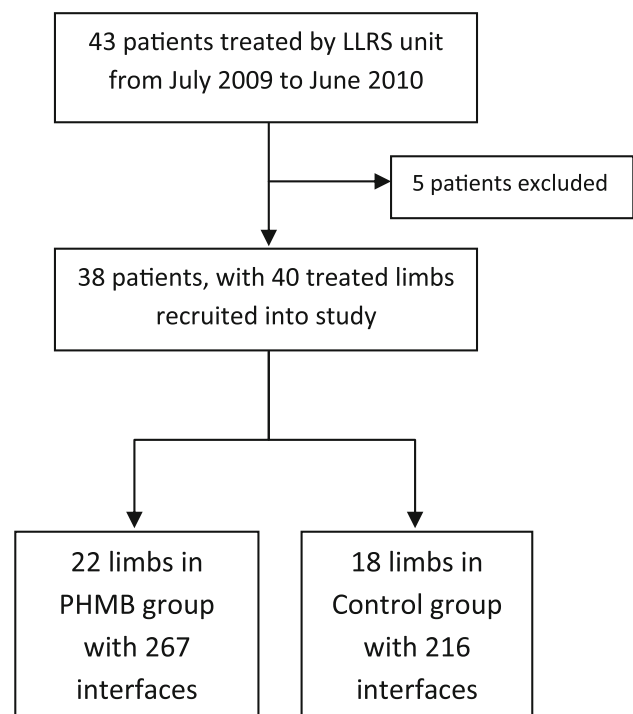 43 patients treated by LLRS unit
from July 2009 to June 2010
5 patients excluded
38 patients, with 40 treated limbs
recruited into study
22 limbs in
PHMB group
with 267
interfaces
18 limbs in
Control group
with 216
interfaces